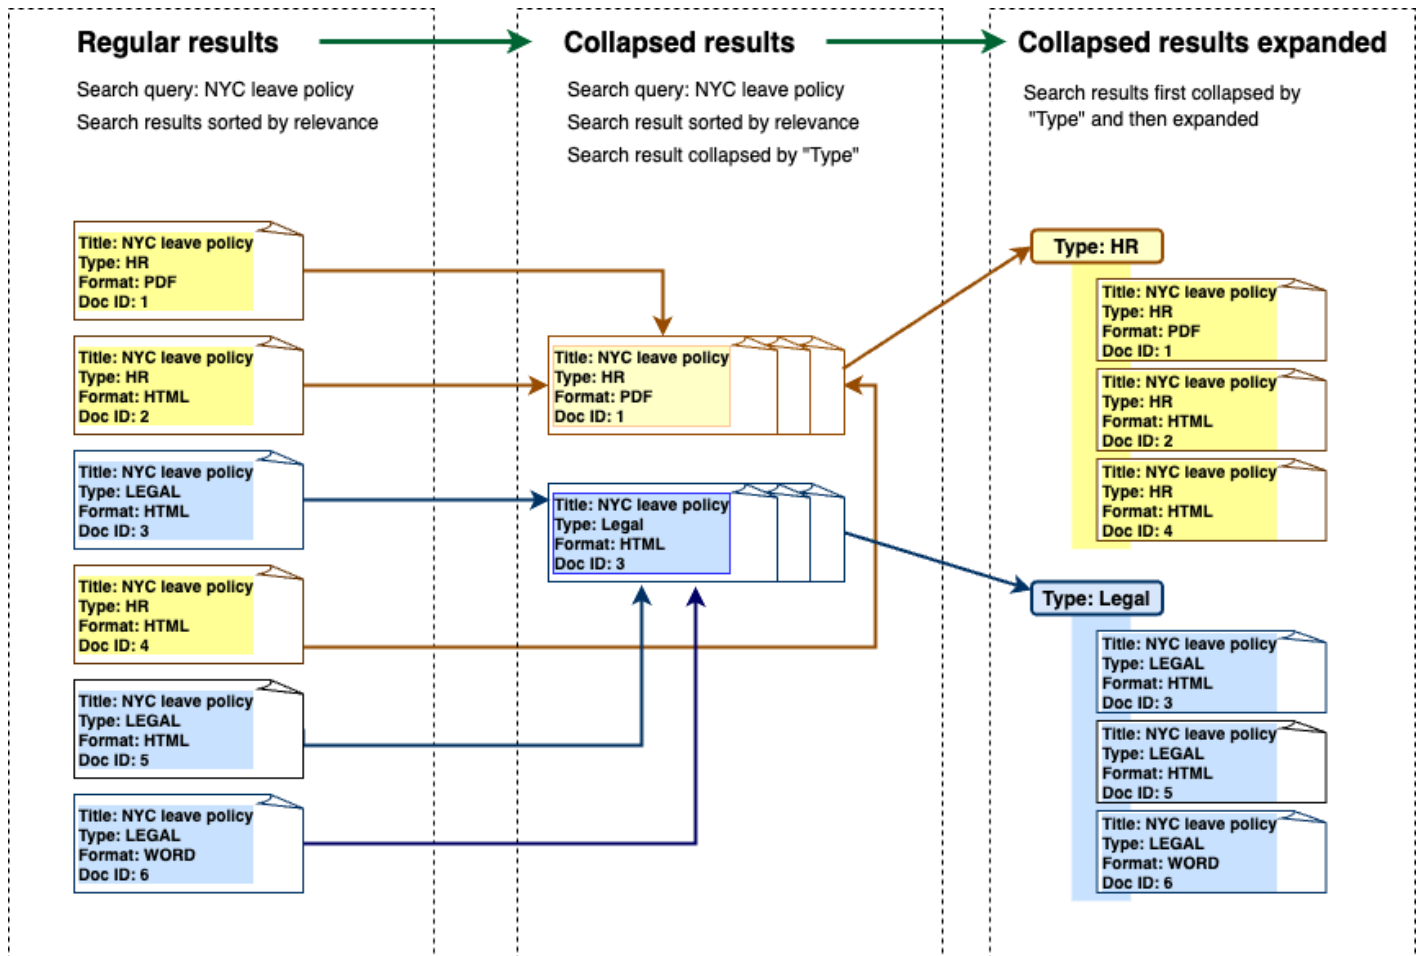 Regular results
Search query: NYC leave policy
Search results sorted by relevance
Title: NYC leave policy
Type: HR
Format: PDF
Doc ID: 1
Title: NYC leave policy
Type: HR
Format: HTML
Doc ID: 2
Title: NYC leave policy
Type: LEGAL
Format: HTML
Doc ID: 3
Title: NYC leave policy
Type: HR
Format: HTML
Doc ID: 4
Title: NYC leave policy
Type: LEGAL
Format: HTML
Doc ID: 5
Title: NYC leave policy
Type: LEGAL
Format: WORD
Doc ID: 6
Collapsed results
Search query: NYC leave policy
Search result sorted by relevance
Search result collapsed by "Type"
Title: NYC leave policy
Type: HR
Format: PDF
Doc ID: 1
Title: NYC leave policy
Type: Legal
Format: HTML
Doc ID: 3
Collapsed results expanded
Search results first collapsed by
"Type" and then expanded
Type: HR
Title: NYC leave policy
Type: HR
Format: PDF
Doc ID: 1
Title: NYC leave policy
Type: HR
Format: HTML
Doc ID: 2
Title: NYC leave policy
Type: HR
Format: HTML
Doc ID: 4
Type: Legal
Title: NYC leave policy
Type: LEGAL
Format: HTML
Doc ID: 3
Title: NYC leave policy
Type: LEGAL
Format: HTML
Doc ID: 5
Title: NYC leave policy
Type: LEGAL
Format: WORD
Doc ID: 6